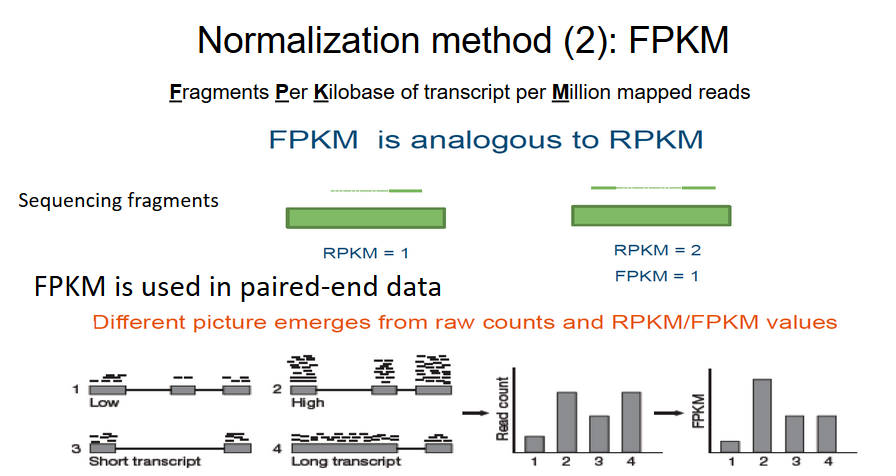 Normalization method (2): FPKM
Fragments Per Kilobase of transcript per Million mapped reads
FPKM is analogous to RPKM
Sequencing fragments
RPKM = 1
RPKM = 2
FPKM = 1
FPKM is used in paired-end data
Different picture emerges from raw counts and RPKM/FPKM values
1
Low
2
High
3
Short transcript
4
Long transcript
Read count
1 2 3 4
FPKM
1 2 3 4